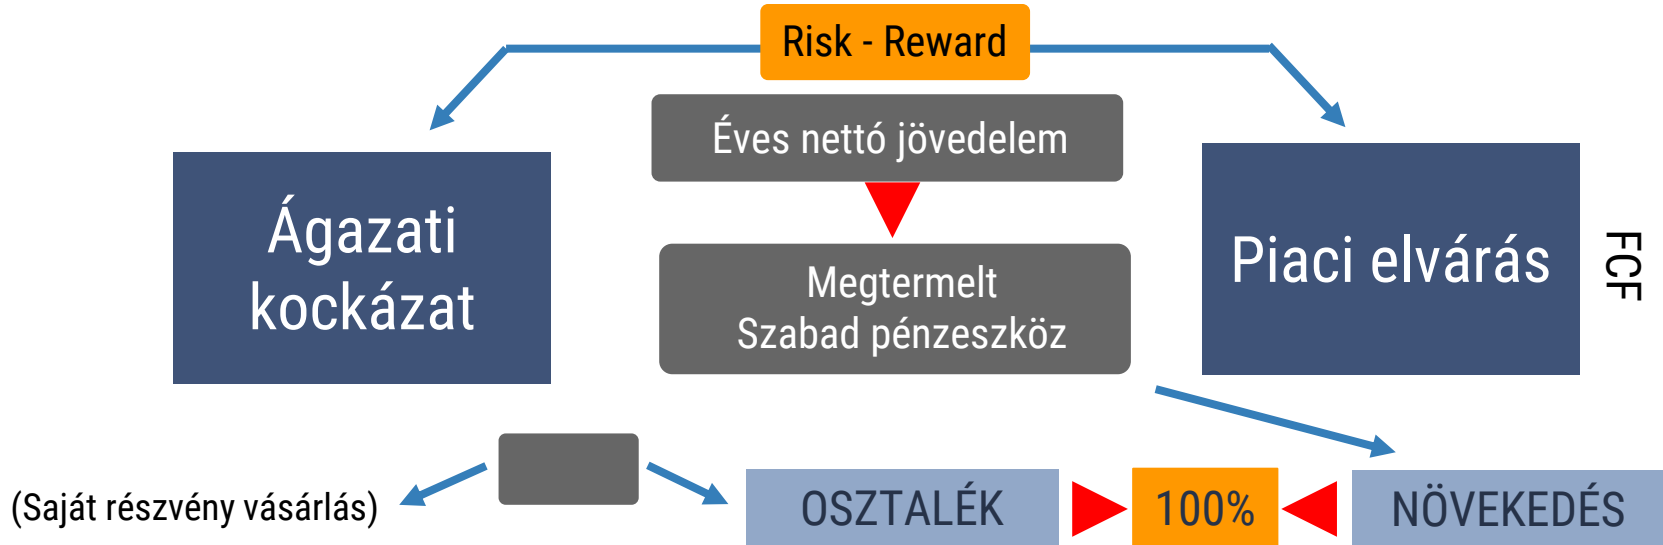 Risk - Reward
Éves nettó jövedelem
Ágazati
kockázat
Megtermelt
Szabad pénzeszköz
Piaci elvárás
FCF
(Saját részvény vásárlás)
OSZTALÉK
100%
NÖVEKEDÉS